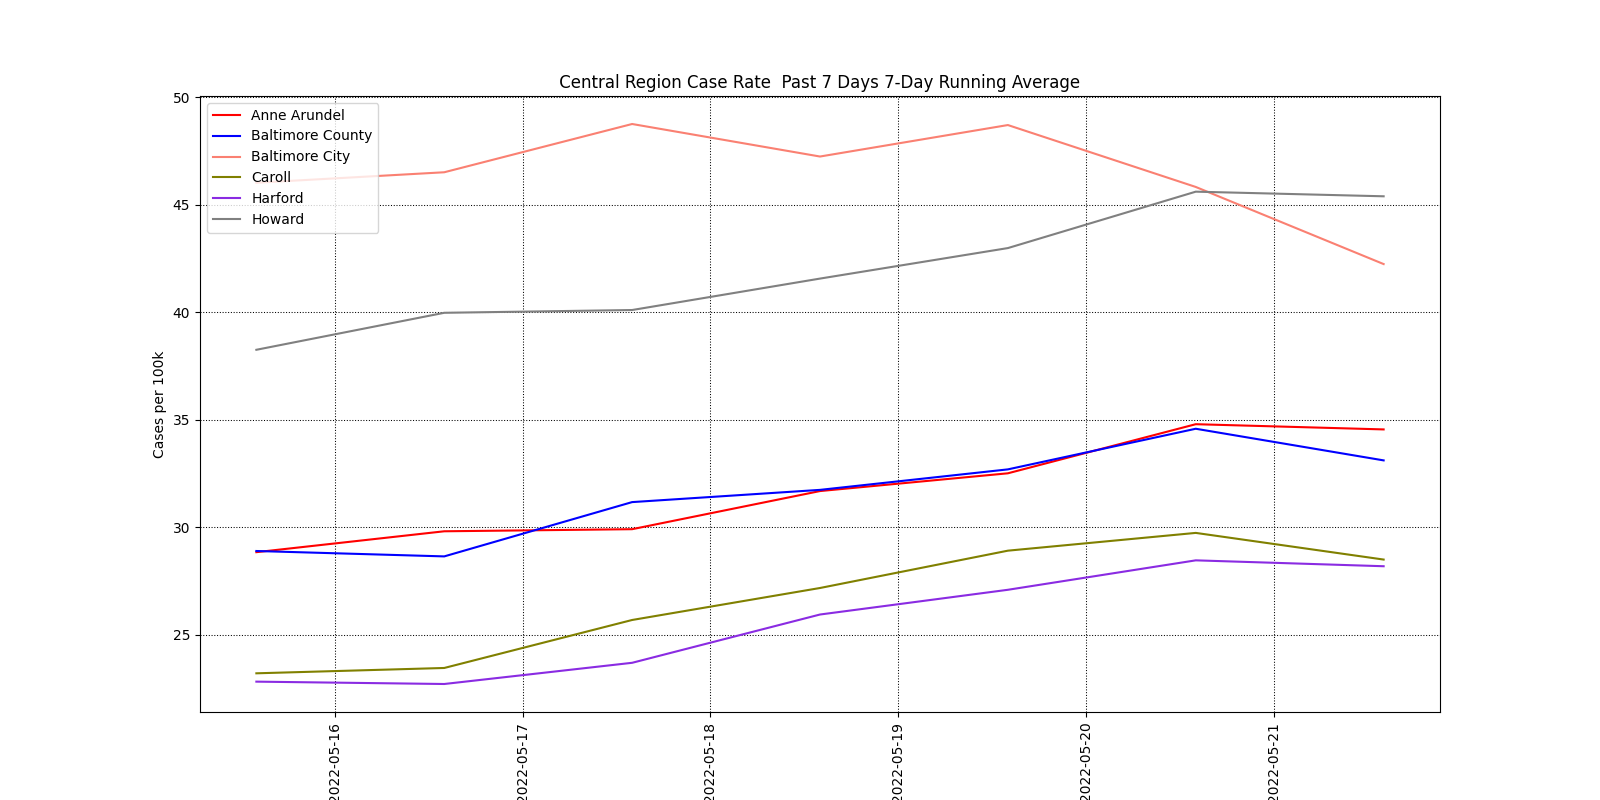 Central Region Case Rate  Past 7 Days 7-Day Running Average
50
45
40
35
30
25
Cases per 100k
Anne Arundel
Baltimore County
Baltimore City
Caroll
Harford
Howard
2022-05-16
2022-05-17
2022-05-18
2022-05-19
2022-05-20
2022-05-21